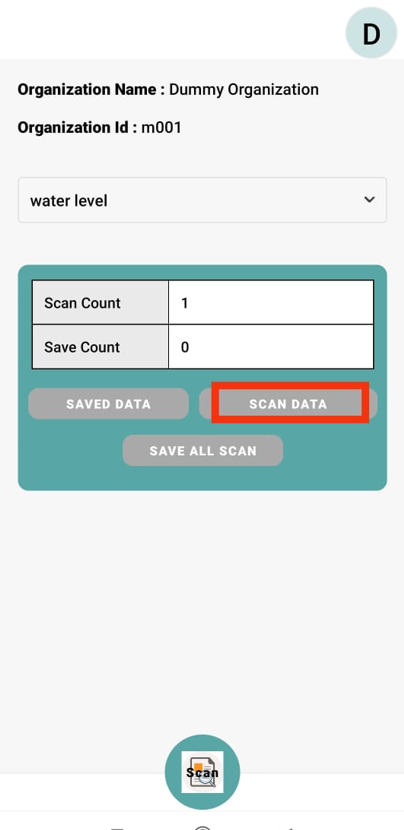 D
Organization Name : Dummy Organization
Organization Id : m001
water level
Scan Count 1
Save Count 0
SAVED DATA SCAN DATA
SAVE ALL SCAN
Scan